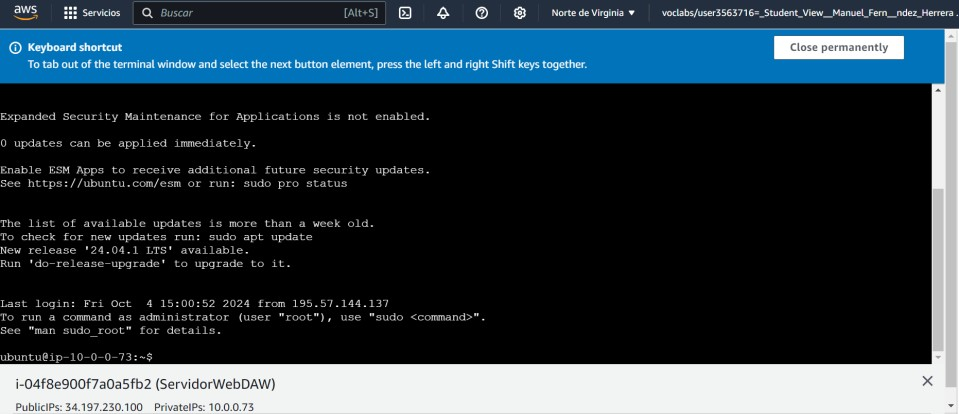 aws Servicios Buscar [Alt+S] Norte de Virginia voclabs/user3563716=_Student_View__Manuel_Fern__ndez_Herrera
Keyboard shortcut
Close permanently
To tab out of the terminal window and select the next button element, press the left and right Shift keys together.
Expanded Security Maintenance for Applications is not enabled.
0 updates can be applied immediately.
Enable ESM Apps to receive additional future security updates.
See https://ubuntu.com/esm or run: sudo pro status
The list of available updates is more than a week old.
To check for new updates run: sudo apt update
New release '24.04.1 LTS' available.
Run 'do-release-upgrade' to upgrade to it.
Last login: Fri Oct  4 15:00:52 2024 from 195.57.144.137
To run a command as administrator (user "root"), use "sudo <command>".
See "man sudo_root" for details.
ubuntu@ip-10-0-0-73:~$
i-04f8e900f7a0a5fb2 (ServidorWebDAW)
PublicIPs: 34.197.230.100 PrivateIPs: 10.0.0.73